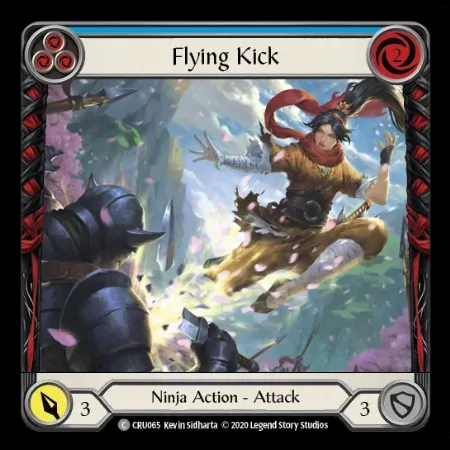 Flying Kick
2
3
Ninja Action - Attack
3
C CRU065 Kevin Sidharta ©2020 Legend Story Studios